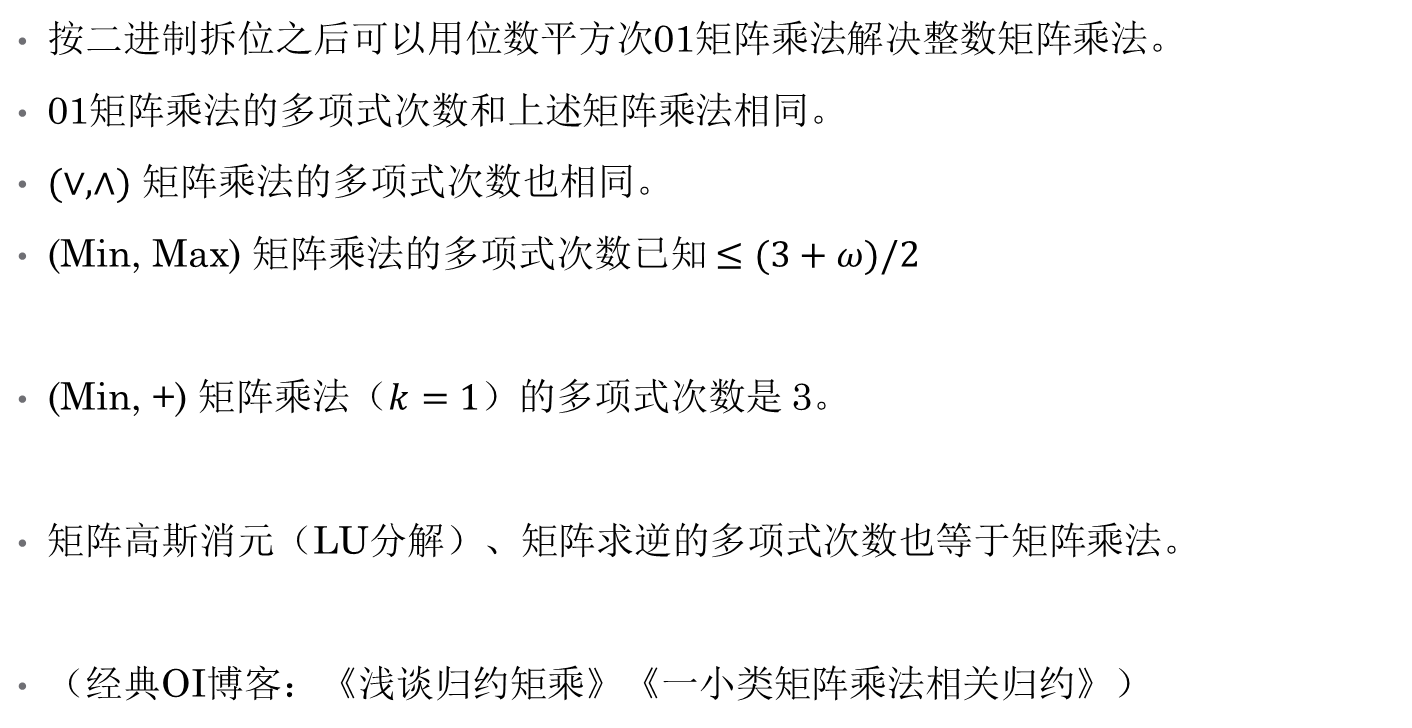 • 按二进制拆位之后可以用位数平方次01矩阵乘法解决整数矩阵乘法。
• 01矩阵乘法的多项式次数和上述矩阵乘法相同。
• (∨,∧) 矩阵乘法的多项式次数也相同。
• (Min, Max) 矩阵乘法的多项式次数已知 ≤ (3 + ω)/2
• (Min, +) 矩阵乘法（k = 1）的多项式次数是 3。
• 矩阵高斯消元（LU分解）、矩阵求逆的多项式次数也等于矩阵乘法。
• （经典OI博客：《浅谈归约矩乘》《一小类矩阵乘法相关归约》）